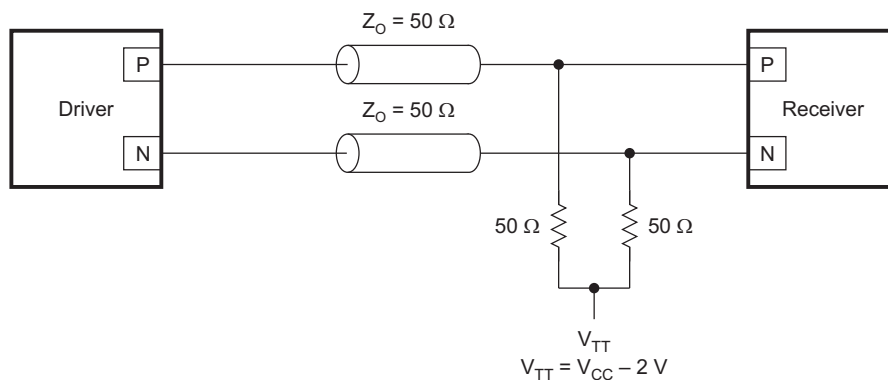 Z_O = 50 Ω
P
P
Driver
Z_O = 50 Ω
Receiver
N
N
50 Ω
50 Ω
V_TT
V_TT = V_CC – 2 V